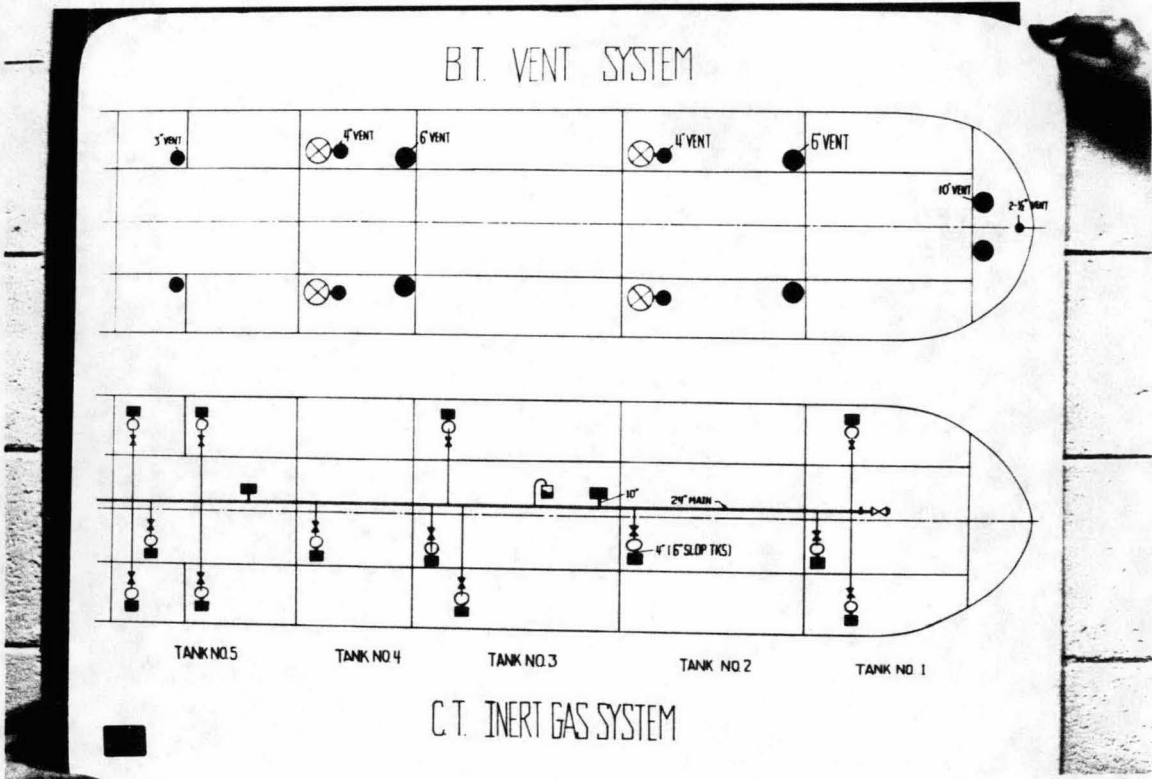 B.T. VENT SYSTEM
3" VENT
4" VENT
6" VENT
4" VENT
6" VENT
10" VENT
2-½" VENT
10"
24" MAIN
4" (6" SLOP TKS)
TANK NO.5
TANK NO.4
TANK NO.3
TANK NO.2
TANK NO.1
C.T. INERT GAS SYSTEM